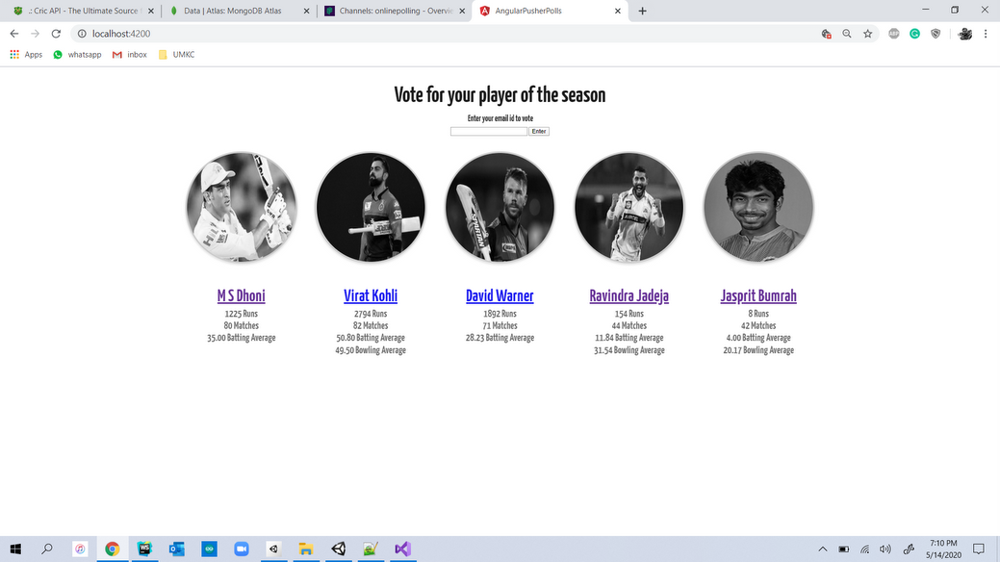 .: Cric API - The Ultimate Source
Data | Atlas: MongoDB Atlas
Channels: onlinepolling - Overvie
AngularPusherPolls
localhost:4200
ABP
Apps
whatsapp
inbox
UMKC
Vote for your player of the season
Enter your email id to vote
Enter
M S Dhoni
1225 Runs
80 Matches
35.00 Batting Average
Virat Kohli
2794 Runs
82 Matches
50.80 Batting Average
49.50 Bowling Average
David Warner
1892 Runs
71 Matches
28.23 Batting Average
Ravindra Jadeja
154 Runs
44 Matches
11.84 Batting Average
31.54 Bowling Average
Jasprit Bumrah
8 Runs
42 Matches
4.00 Batting Average
20.17 Bowling Average
WS
7:10 PM
5/14/2020